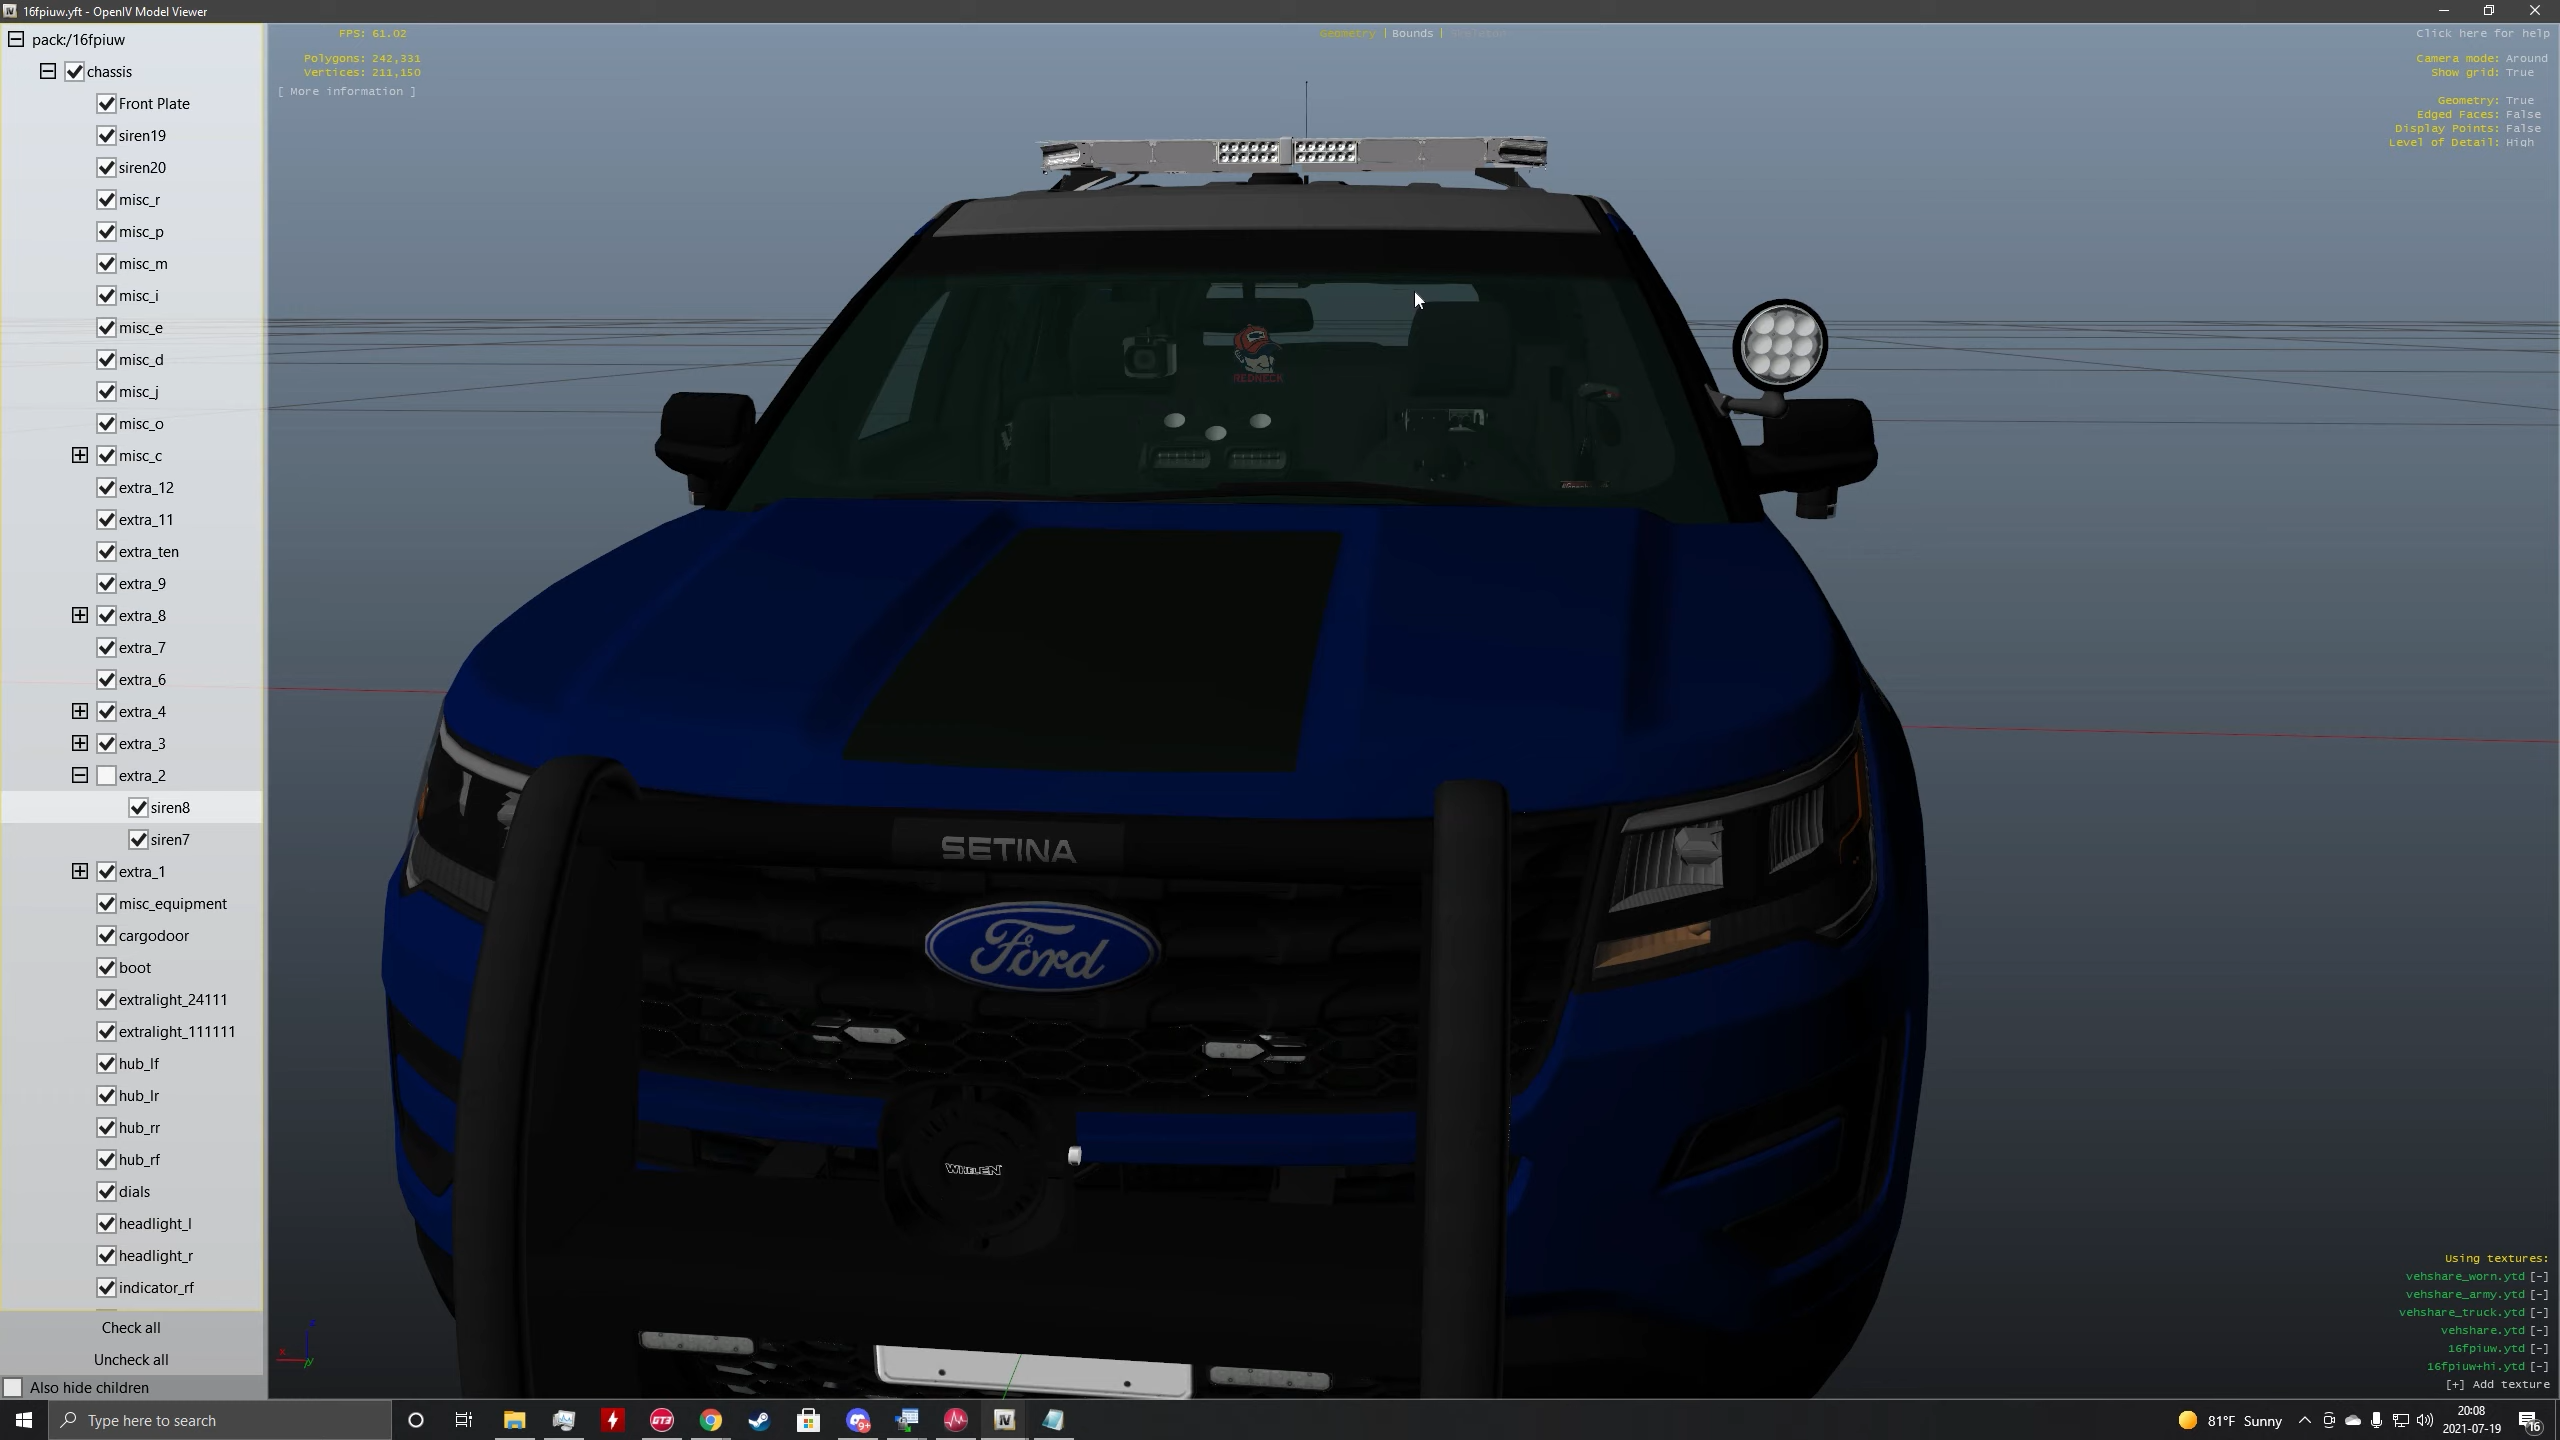 16fpiuw.yft - OpenIV Model Viewer
pack:/16fpiuw
chassis
Front Plate
siren19
siren20
misc_r
misc_p
misc_m
misc_i
misc_e
misc_d
misc_j
misc_o
misc_c
extra_12
extra_11
extra_ten
extra_9
extra_8
extra_7
extra_6
extra_4
extra_3
extra_2
siren8
siren7
extra_1
misc_equipment
cargodoor
boot
extralight_24111
extralight_111111
hub_lf
hub_lr
hub_rr
hub_rf
dials
headlight_l
headlight_r
indicator_rf
Check all
Uncheck all
Also hide children
FPS: 61.02
Polygons: 242,331
Vertices: 211,150
[ More information ]
Geometry | Bounds |
Click here for help
Camera mode: Around
Show grid: True
Geometry: True
Edged Faces: False
Display Points: False
Level of Detail: High
REDNECK
SETINA
Ford
WHELEN
x
z
y
Using textures:
vehshare_worn.ytd [-]
vehshare_army.ytd [-]
vehshare_truck.ytd [-]
vehshare.ytd [-]
16fpiuw.ytd [-]
16fpiuw+hi.ytd [-]
[+] Add texture
Type here to search
GT3
9+
IV
81°F Sunny
20:08
2021-07-19
16